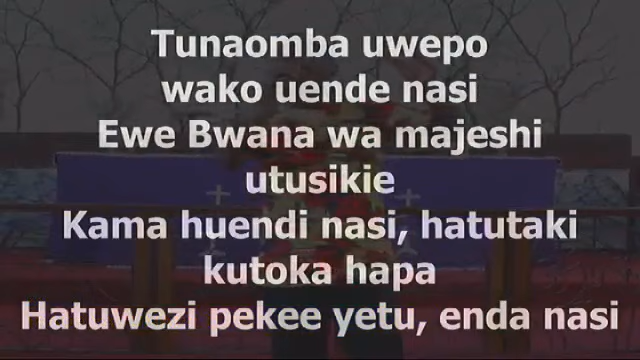 Tunaomba uwepo
wako uende nasi
Ewe Bwana wa majeshi
utusikie
Kama huendi nasi, hatutaki
kutoka hapa
Hatuwezi pekee yetu, enda nasi